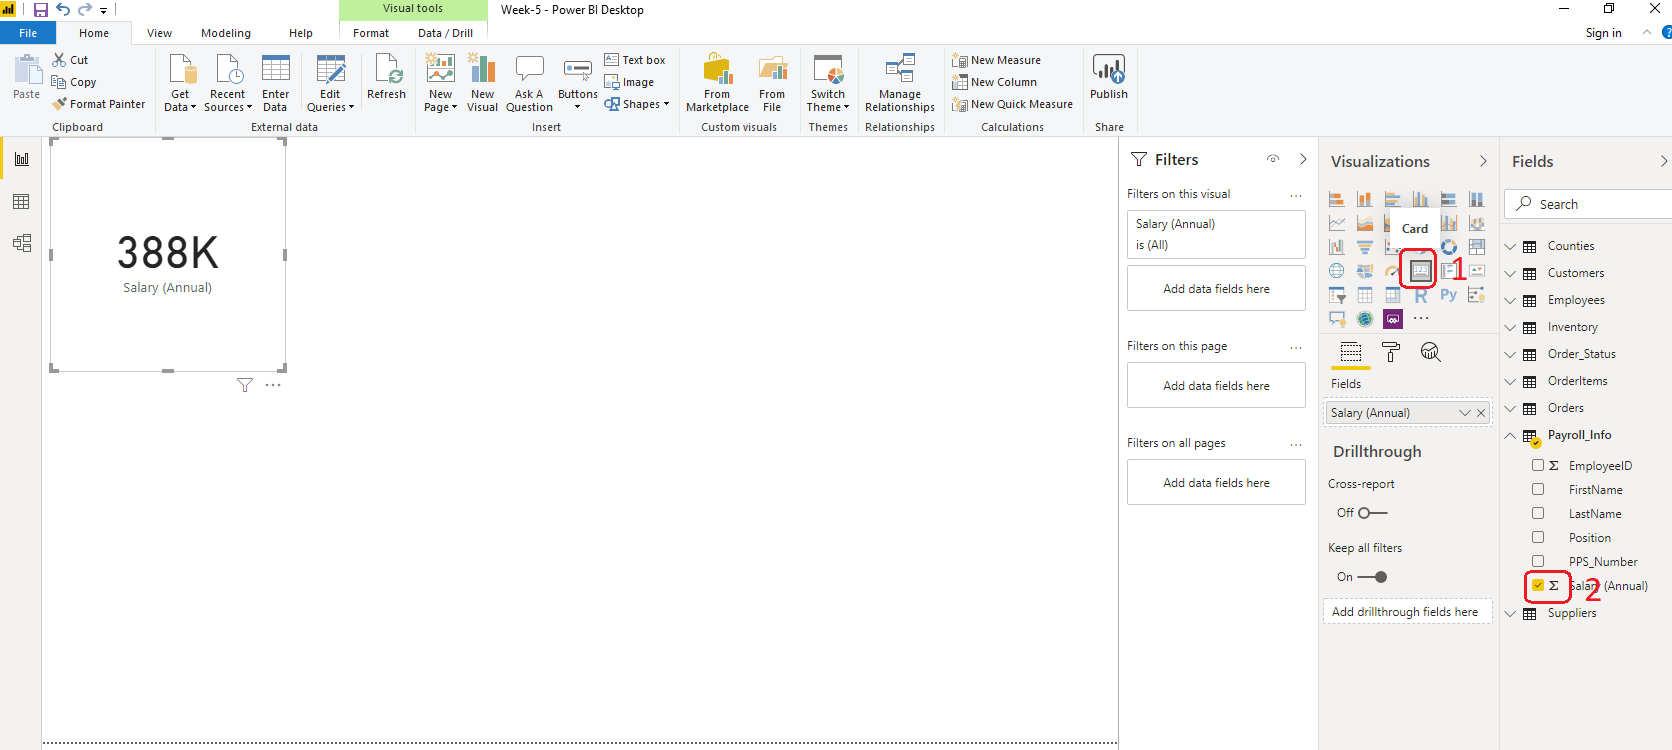 Visual tools
Week-5 - Power BI Desktop
File
Home
View
Modeling
Help
Format
Data / Drill
Sign in
?
Paste
Cut
Copy
Format Painter
Clipboard
Get
Data
Recent
Sources
Enter
Data
Edit
Queries
Refresh
External data
New
Page
New
Visual
Ask A
Question
Buttons
Text box
Image
Shapes
Insert
From
Marketplace
From
File
Custom visuals
Switch
Theme
Themes
Manage
Relationships
Relationships
New Measure
New Column
New Quick Measure
Calculations
Publish
Share
388K
Salary (Annual)
Filters
Filters on this visual
Salary (Annual)
is (All)
Add data fields here
Filters on this page
Add data fields here
Filters on all pages
Add data fields here
Visualizations
Card
123
1
R
Py
Fields
Salary (Annual)
Drillthrough
Cross-report
Off
Keep all filters
On
Add drillthrough fields here
Fields
Search
Counties
Customers
Employees
Inventory
Order_Status
OrderItems
Orders
Payroll_Info
Σ EmployeeID
FirstName
LastName
Position
PPS_Number
Σ Salary (Annual)
2
Suppliers